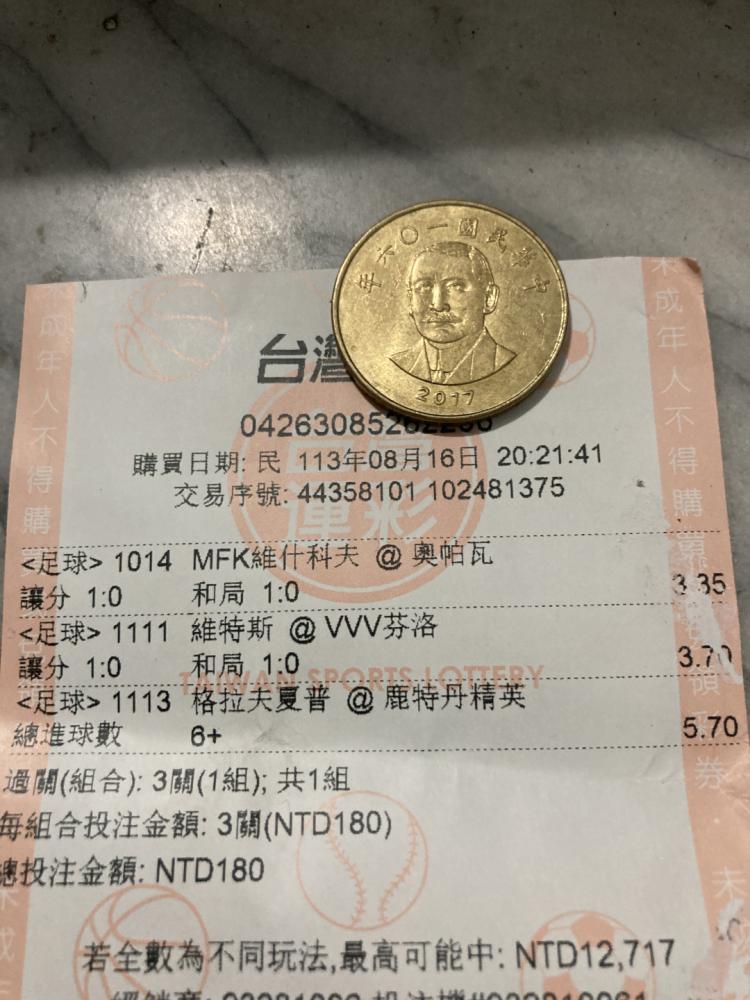 中華民國一〇六年
2017
台灣
購買日期: 民 113年08月16日 20:21:41
交易序號: 44358101 102481375
<足球> 1014 MFK維什科夫 @ 奧帕瓦
讓分 1:0 和局 1:0 3.35
<足球> 1111 維特斯 @ VVV芬洛
讓分 1:0 和局 1:0 3.70
TAIWAN SPORTS LOTTERY
<足球> 1113 格拉夫夏普 @ 鹿特丹精英
總進球數 6+ 5.70
過關(組合): 3關(1組); 共1組
每組合投注金額: 3關(NTD180)
總投注金額: NTD180
若全數為不同玩法,最高可能中: NTD12,717
未成年人不得購
未成年人不得購
券